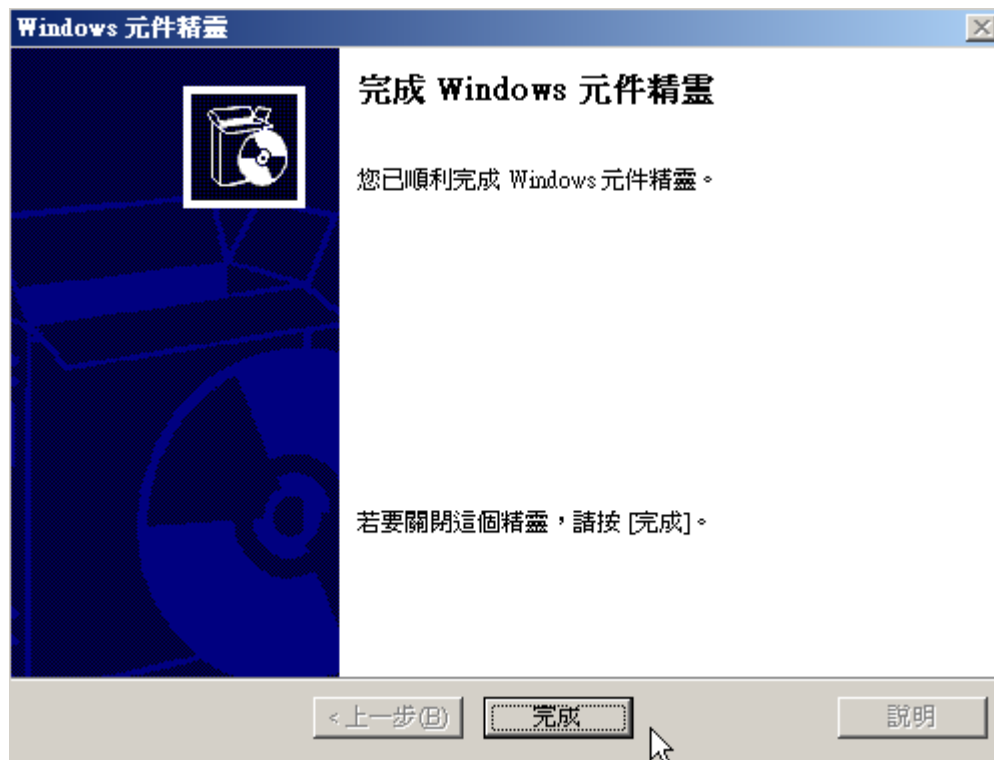 Windows 元件精靈
完成 Windows 元件精靈
您已順利完成 Windows 元件精靈。
若要關閉這個精靈，請按 [完成]。
< 上一步(B)
完成
說明